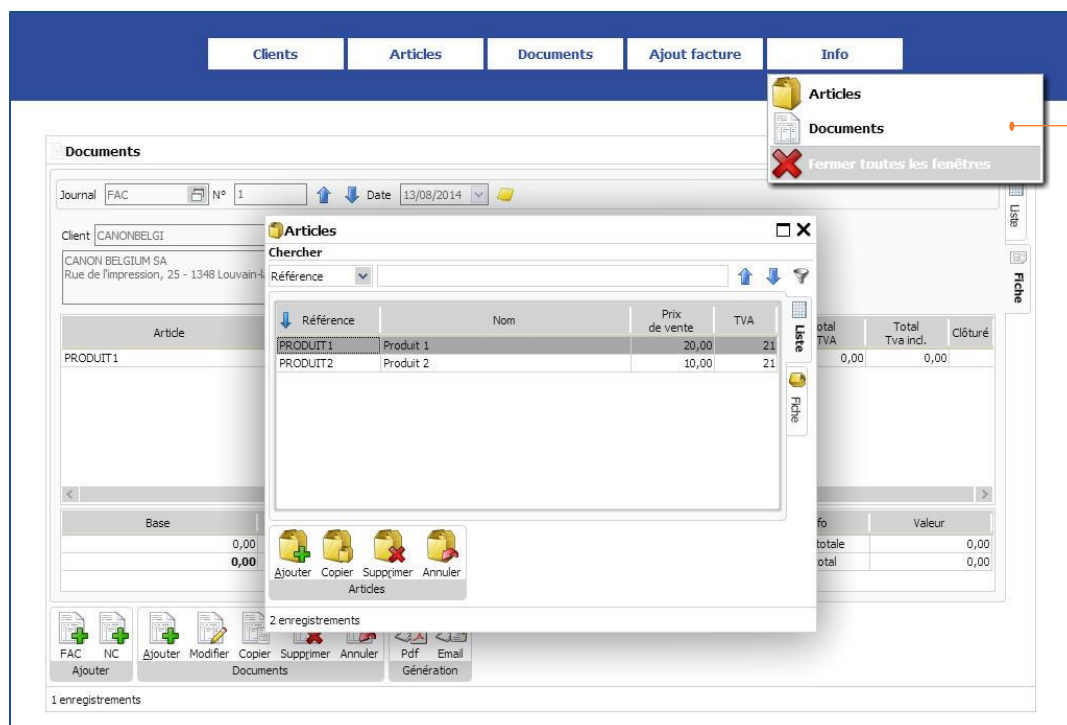 Clients Articles Documents Ajout facture Info
Articles
Documents
Fermer toutes les fenêtres
Documents
Journal FAC N° 1 Date 13/08/2014
Liste
Fiche
Client CANONBELGI
CANON BELGIUM SA
Rue de l'impression, 25 - 1348 Louvain-l
Article
otal TVA
Total Tva incl.
Clôturé
PRODUIT1 0,00 0,00
Base
fo Valeur
0,00 totale 0,00
0,00 otal 0,00
Articles
Chercher
Référence
Référence Nom Prix de vente TVA
PRODUIT1 Produit 1 20,00 21
PRODUIT2 Produit 2 10,00 21
Liste
Fiche
Ajouter Copier Supprimer Annuler
Articles
2 enregistrements
FAC NC Ajouter Modifier Copier Supprimer Annuler Pdf Email
Ajouter Documents Génération
1 enregistrements